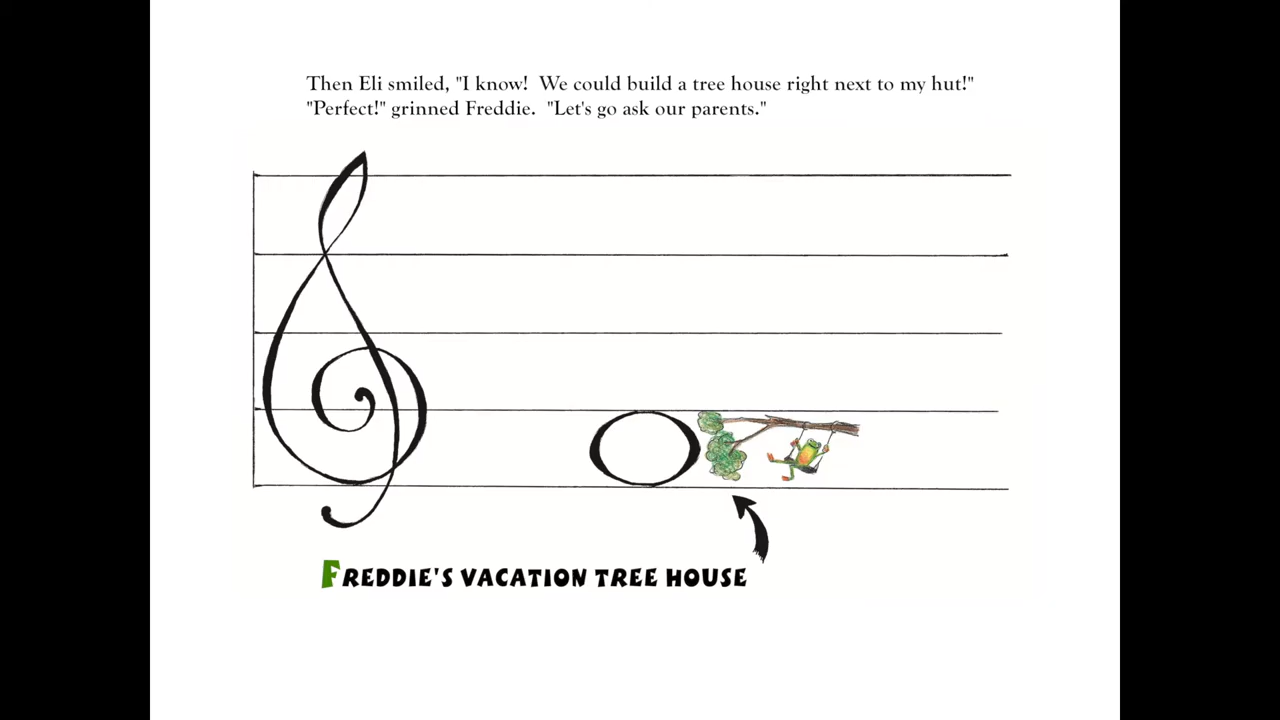 Then Eli smiled, "I know!  We could build a tree house right next to my hut!"
"Perfect!" grinned Freddie.  "Let's go ask our parents."
FREDDIE'S VACATION TREE HOUSE